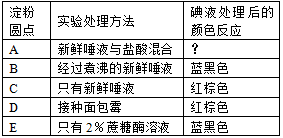 淀粉圆点 实验处理方法 碘液处理后的颜色反应
A 新鲜唾液与盐酸混合 ?
B 经过煮沸的新鲜唾液 蓝黑色
C 只有新鲜唾液 红棕色
D 接种面包霉 红棕色
E 只有2%蔗糖酶溶液 蓝黑色